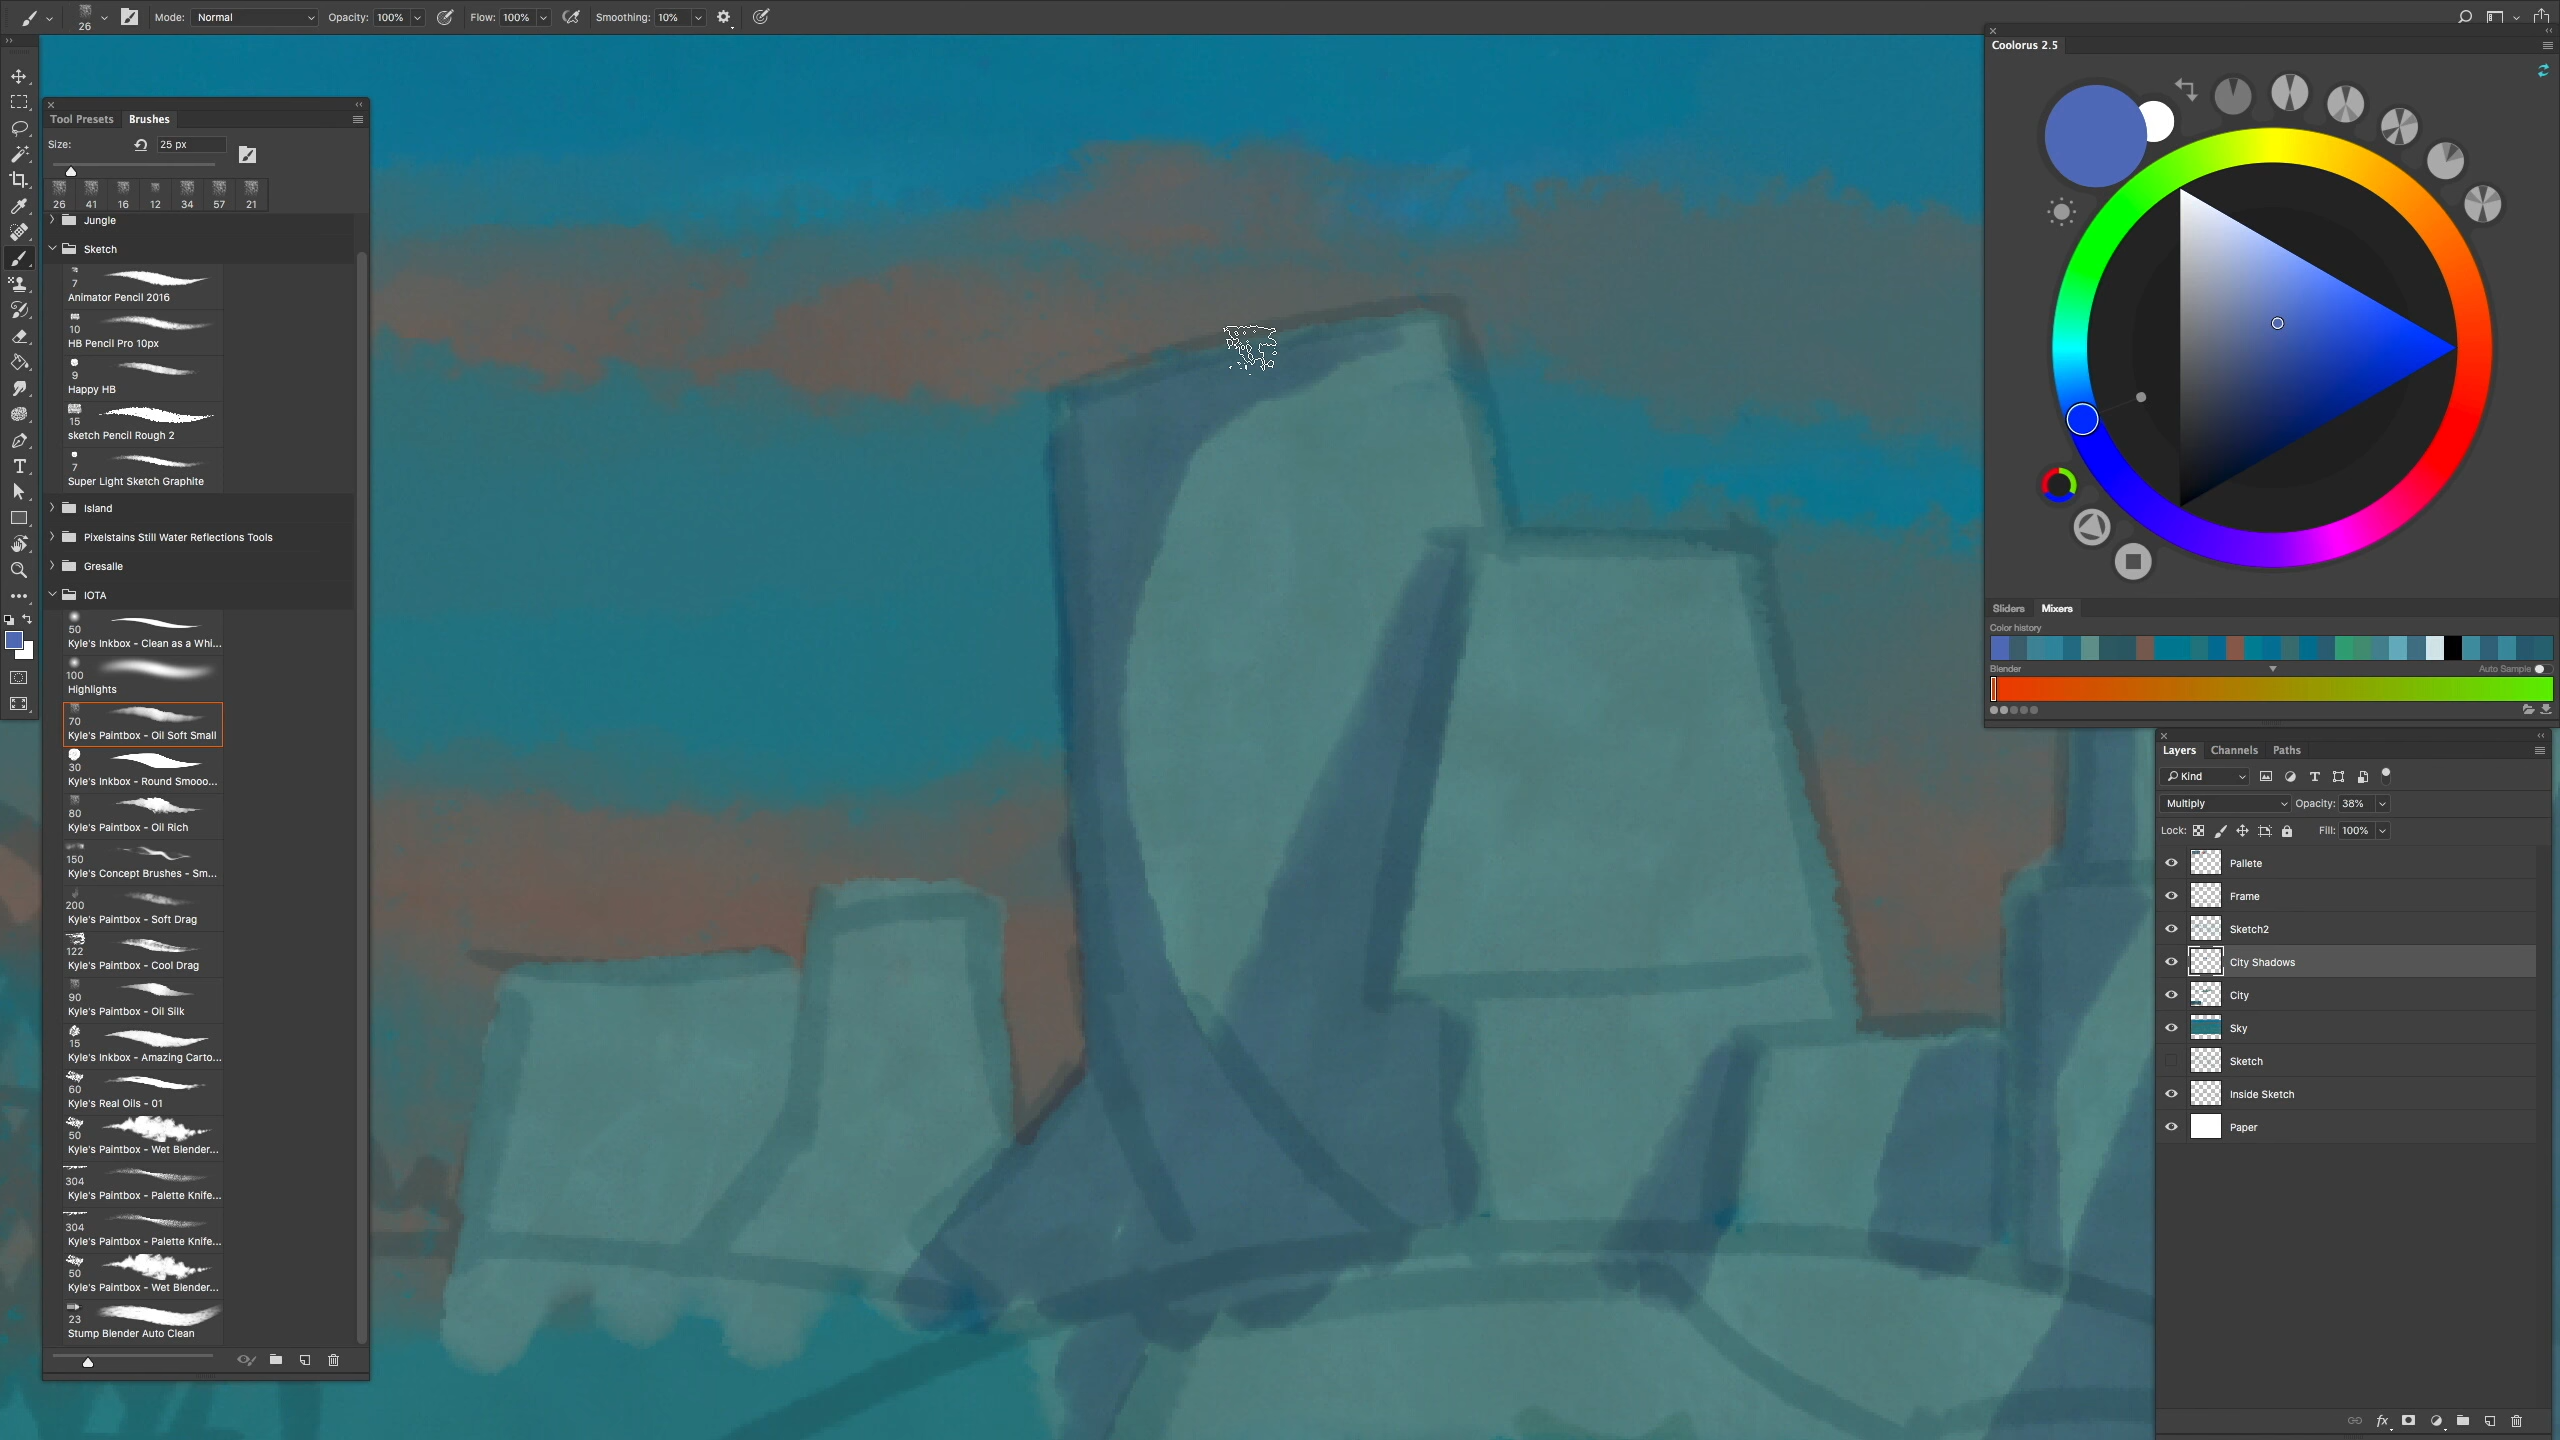 26
Mode: Normal
Opacity: 100%
Flow: 100%
Smoothing: 10%
Tool Presets
Brushes
Size:
25 px
26 41 16 12 34 57 21
Jungle
Sketch
7
Animator Pencil 2016
10
HB Pencil Pro 10px
9
Happy HB
15
sketch Pencil Rough 2
7
Super Light Sketch Graphite
Island
Pixelstains Still Water Reflections Tools
Gresalle
IOTA
50
Kyle's Inkbox - Clean as a Whi...
100
Highlights
70
Kyle's Paintbox - Oil Soft Small
30
Kyle's Inkbox - Round Smooo...
80
Kyle's Paintbox - Oil Rich
150
Kyle's Concept Brushes - Sm...
200
Kyle's Paintbox - Soft Drag
122
Kyle's Paintbox - Cool Drag
90
Kyle's Paintbox - Oil Silk
15
Kyle's Inkbox - Amazing Carto...
60
Kyle's Real Oils - 01
50
Kyle's Paintbox - Wet Blender...
304
Kyle's Paintbox - Palette Knife...
304
Kyle's Paintbox - Palette Knife...
50
Kyle's Paintbox - Wet Blender...
23
Stump Blender Auto Clean
Coolorus 2.5
Sliders
Mixers
Color history
Blender
Auto Sample
Layers
Channels
Paths
Kind
Multiply
Opacity: 38%
Lock:
Fill: 100%
Pallete
Frame
Sketch2
City Shadows
City
Sky
Sketch
Inside Sketch
Paper
fx